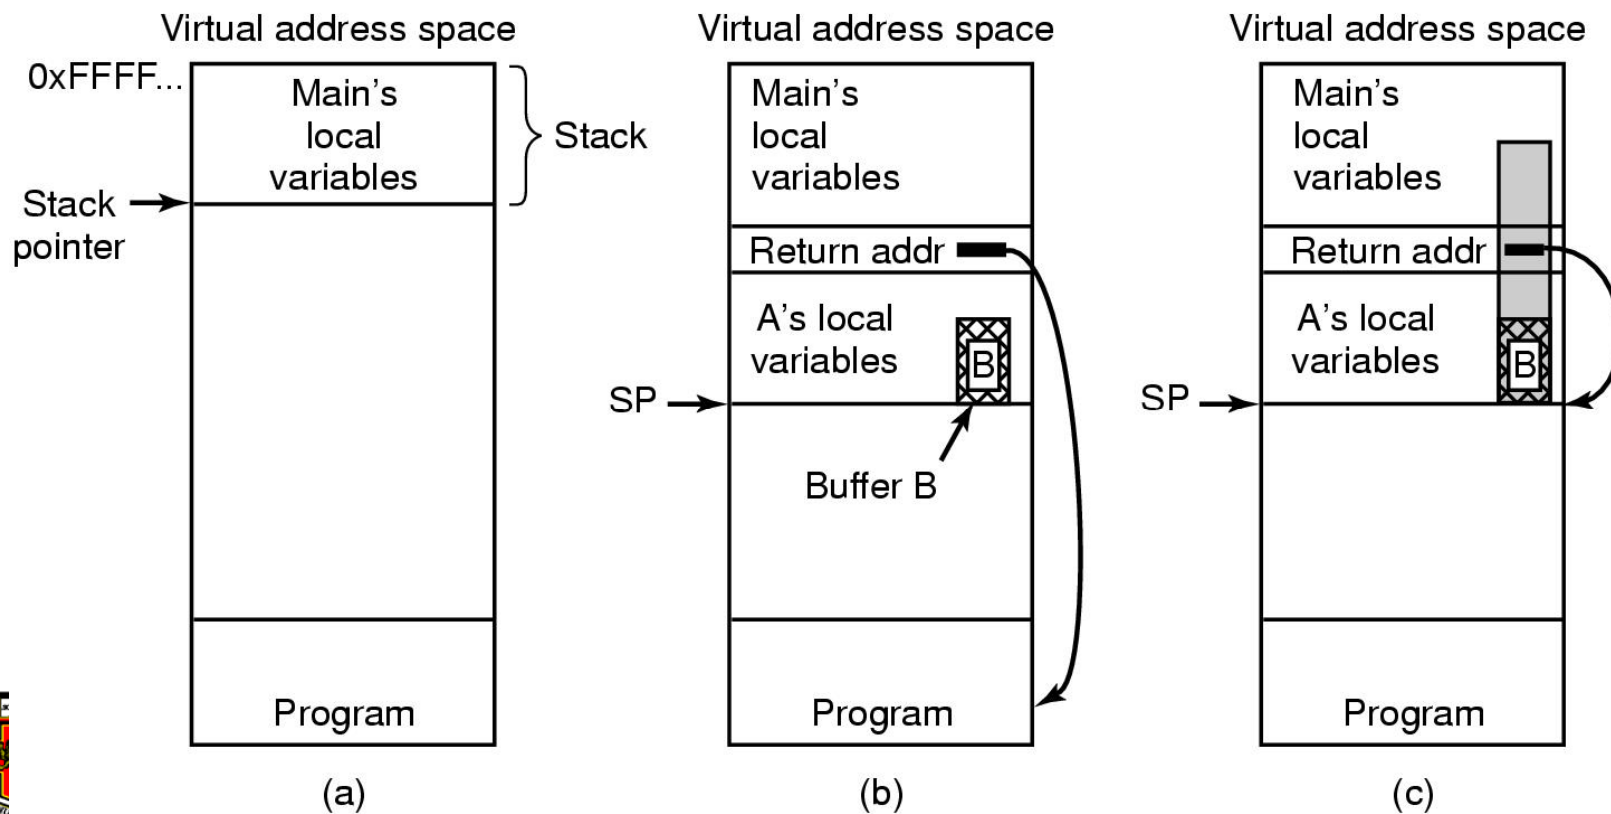 Virtual address space
0xFFFF...
Main's
local
variables
Stack
Stack
pointer
Program
(a)
Virtual address space
Main's
local
variables
Return addr
A's local
variables
B
SP
Buffer B
Program
(b)
Virtual address space
Main's
local
variables
Return addr
A's local
variables
B
SP
Program
(c)